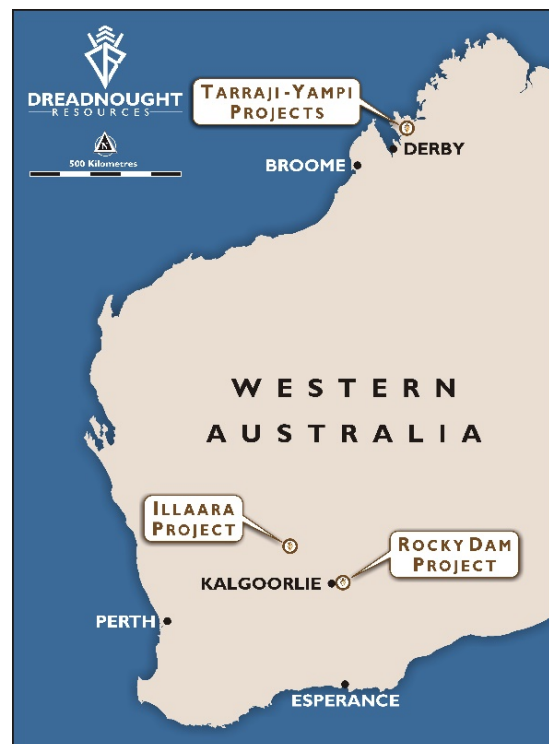 DREADNOUGHT
RESOURCES
N
500 Kilometres
TARRAJI-YAMPI
PROJECTS
DERBY
BROOME
WESTERN
AUSTRALIA
ILLAARA
PROJECT
ROCKY DAM
PROJECT
KALGOORLIE
PERTH
ESPERANCE